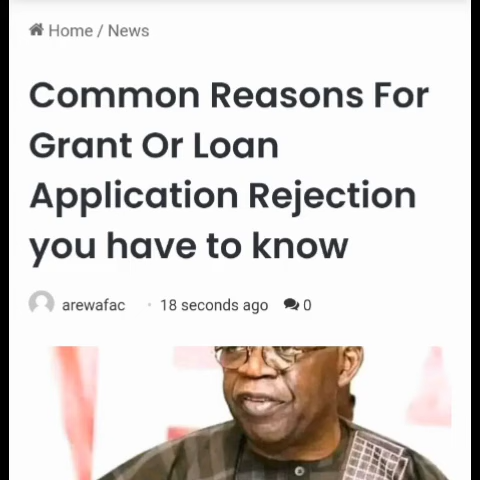 Home / News
Common Reasons For
Grant Or Loan
Application Rejection
you have to know
arewafac · 18 seconds ago 0